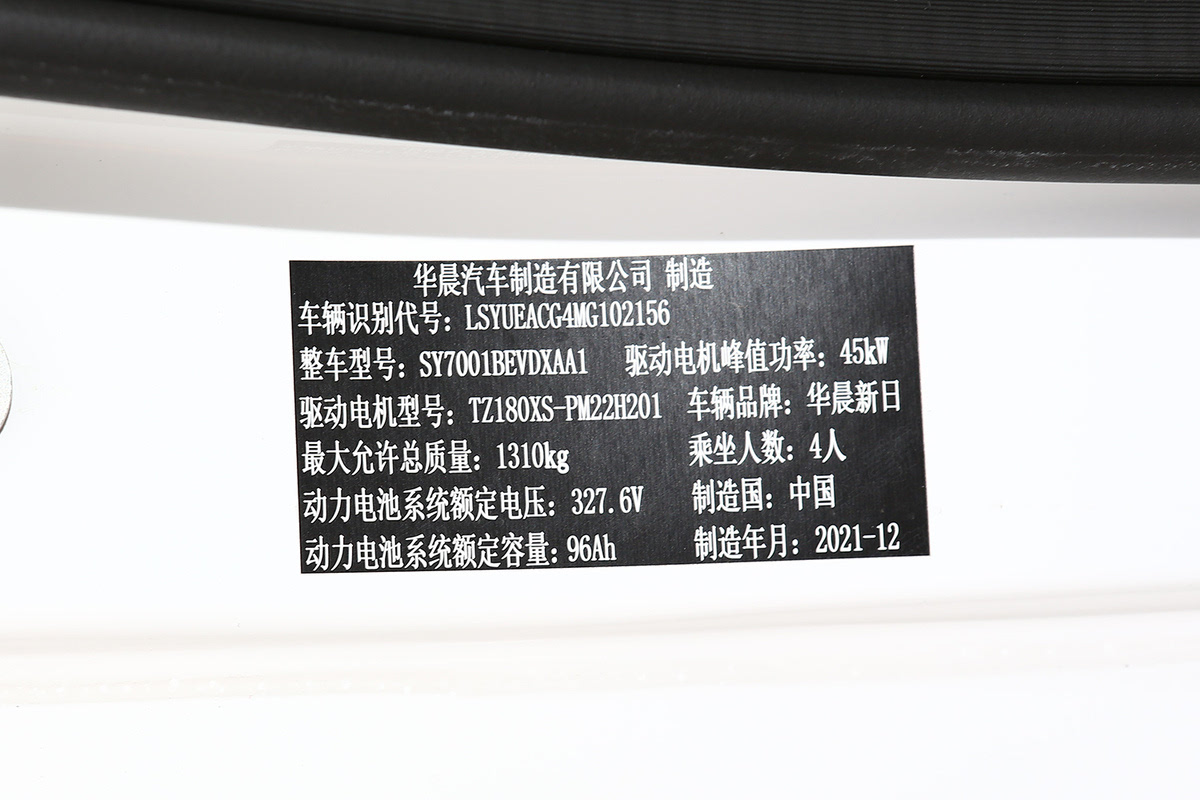 华晨汽车制造有限公司 制造
车辆识别代号：LSYUEACG4MG102156
整车型号：SY7001BEVDXAA1 驱动电机峰值功率：45kW
驱动电机型号：TZ180XS-PM22H201 车辆品牌：华晨新日
最大允许总质量：1310kg 乘坐人数：4人
动力电池系统额定电压：327.6V 制造国：中国
动力电池系统额定容量：96Ah 制造年月：2021-12